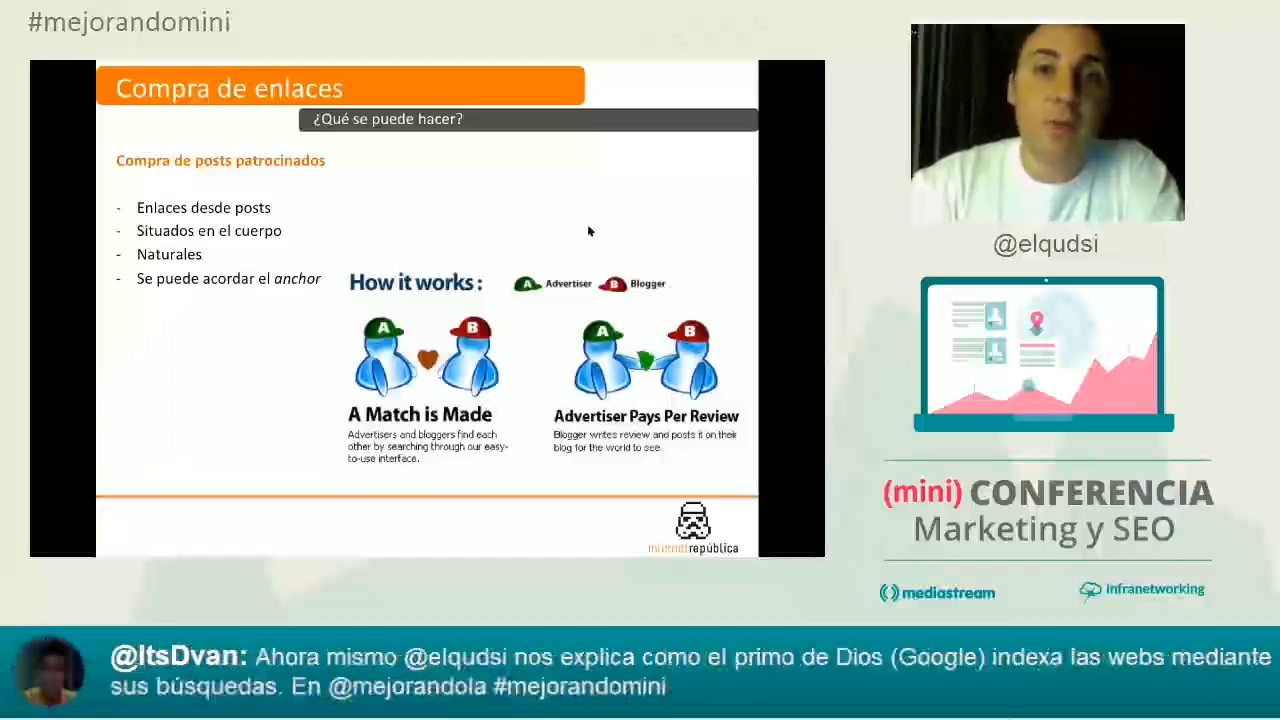 #mejorandomini
Compra de enlaces
¿Qué se puede hacer?
Compra de posts patrocinados
- Enlaces desde posts
- Situados en el cuerpo
- Naturales
- Se puede acordar el anchor
How it works:
A Advertiser B Blogger
A B
A B
A Match is Made
Advertisers and bloggers find each
other by searching through our easy-
to-use interface.
Advertiser Pays Per Review
Blogger writes review and posts it on their
blog for the world to see.
república
@elqudsi
(mini) CONFERENCIA
Marketing y SEO
mediastream
infranetworking
@ItsDvan: Ahora mismo @elqudsi nos explica como el primo de Dios (Google) indexa las webs mediante
sus búsquedas. En @mejorandola #mejorandomini